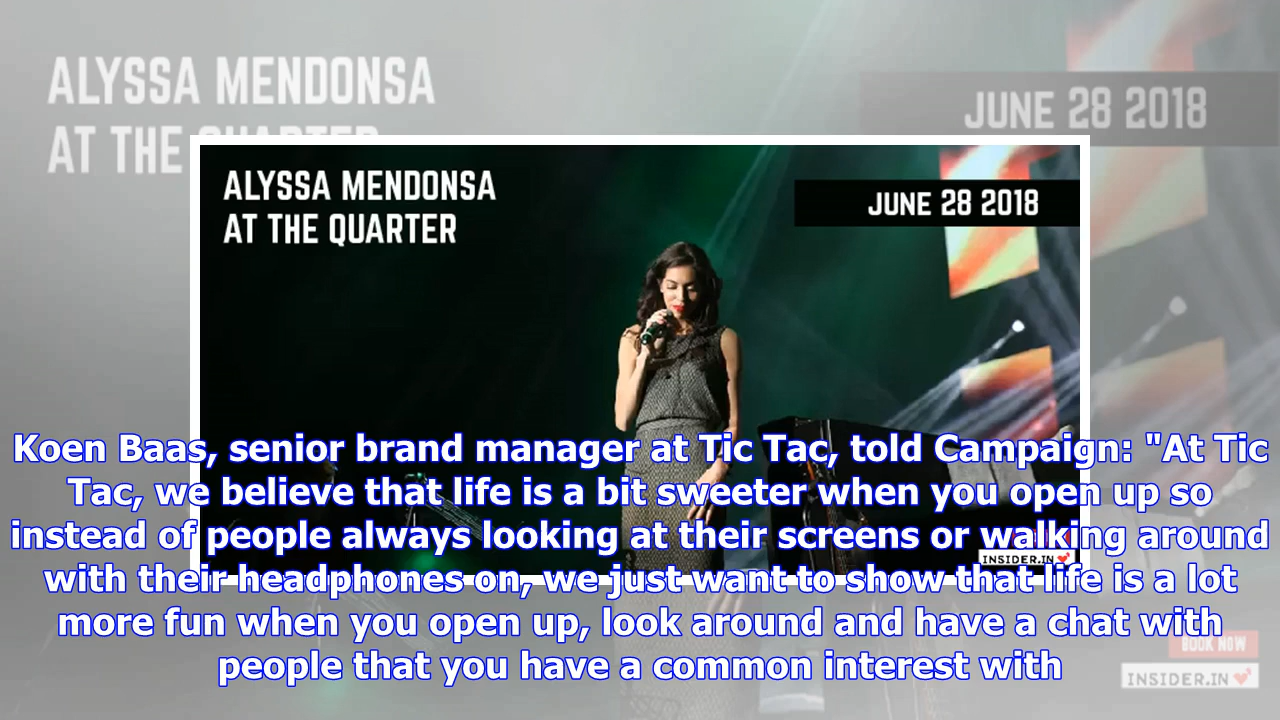 ALYSSA MENDONSA
AT THE QUARTER
JUNE 28 2018
ALYSSA MENDONSA
AT THE QUARTER
JUNE 28 2018
Koen Baas, senior brand manager at Tic Tac, told Campaign: "At Tic
Tac, we believe that life is a bit sweeter when you open up so
instead of people always looking at their screens or walking around
with their headphones on, we just want to show that life is a lot
more fun when you open up, look around and have a chat with
people that you have a common interest with
INSIDER.IN
BOOK NOW
INSIDER.IN